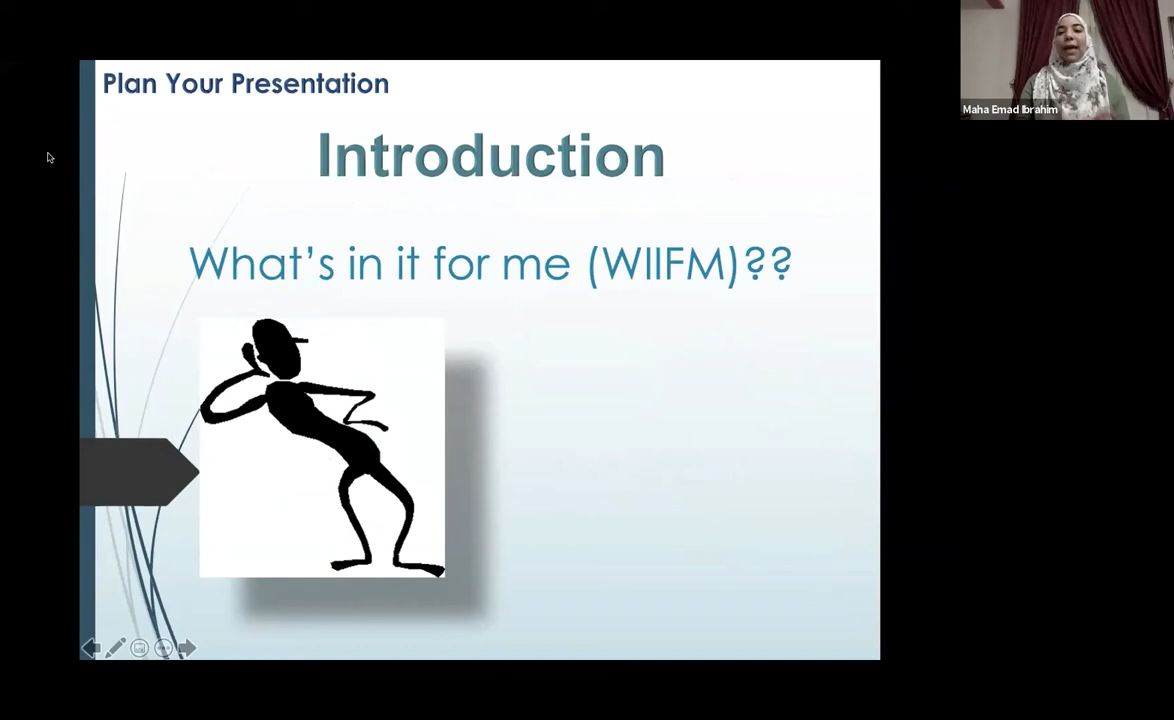 Plan Your Presentation
Introduction
What's in it for me (WIIFM)??
Maha Emad Ibrahim